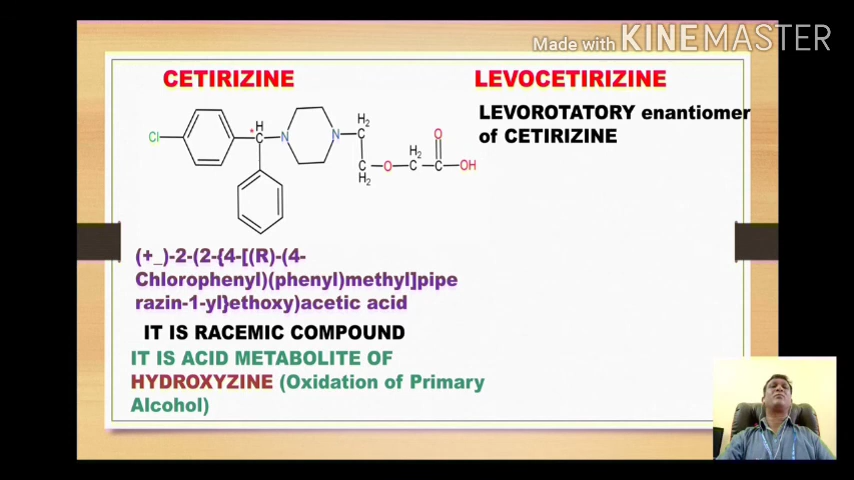 Made with KINEMASTER
CETIRIZINE
LEVOCETIRIZINE
LEVOROTATORY enantiomer
of CETIRIZINE
H
H₂
O
Cl
*
C
N
N
H₂
C
O
C
C
OH
H₂
(+_)-2-(2-{4-[(R)-(4-
Chlorophenyl)(phenyl)methyl]pipe
razin-1-yl}ethoxy)acetic acid
IT IS RACEMIC COMPOUND
IT IS ACID METABOLITE OF
HYDROXYZINE (Oxidation of Primary
Alcohol)